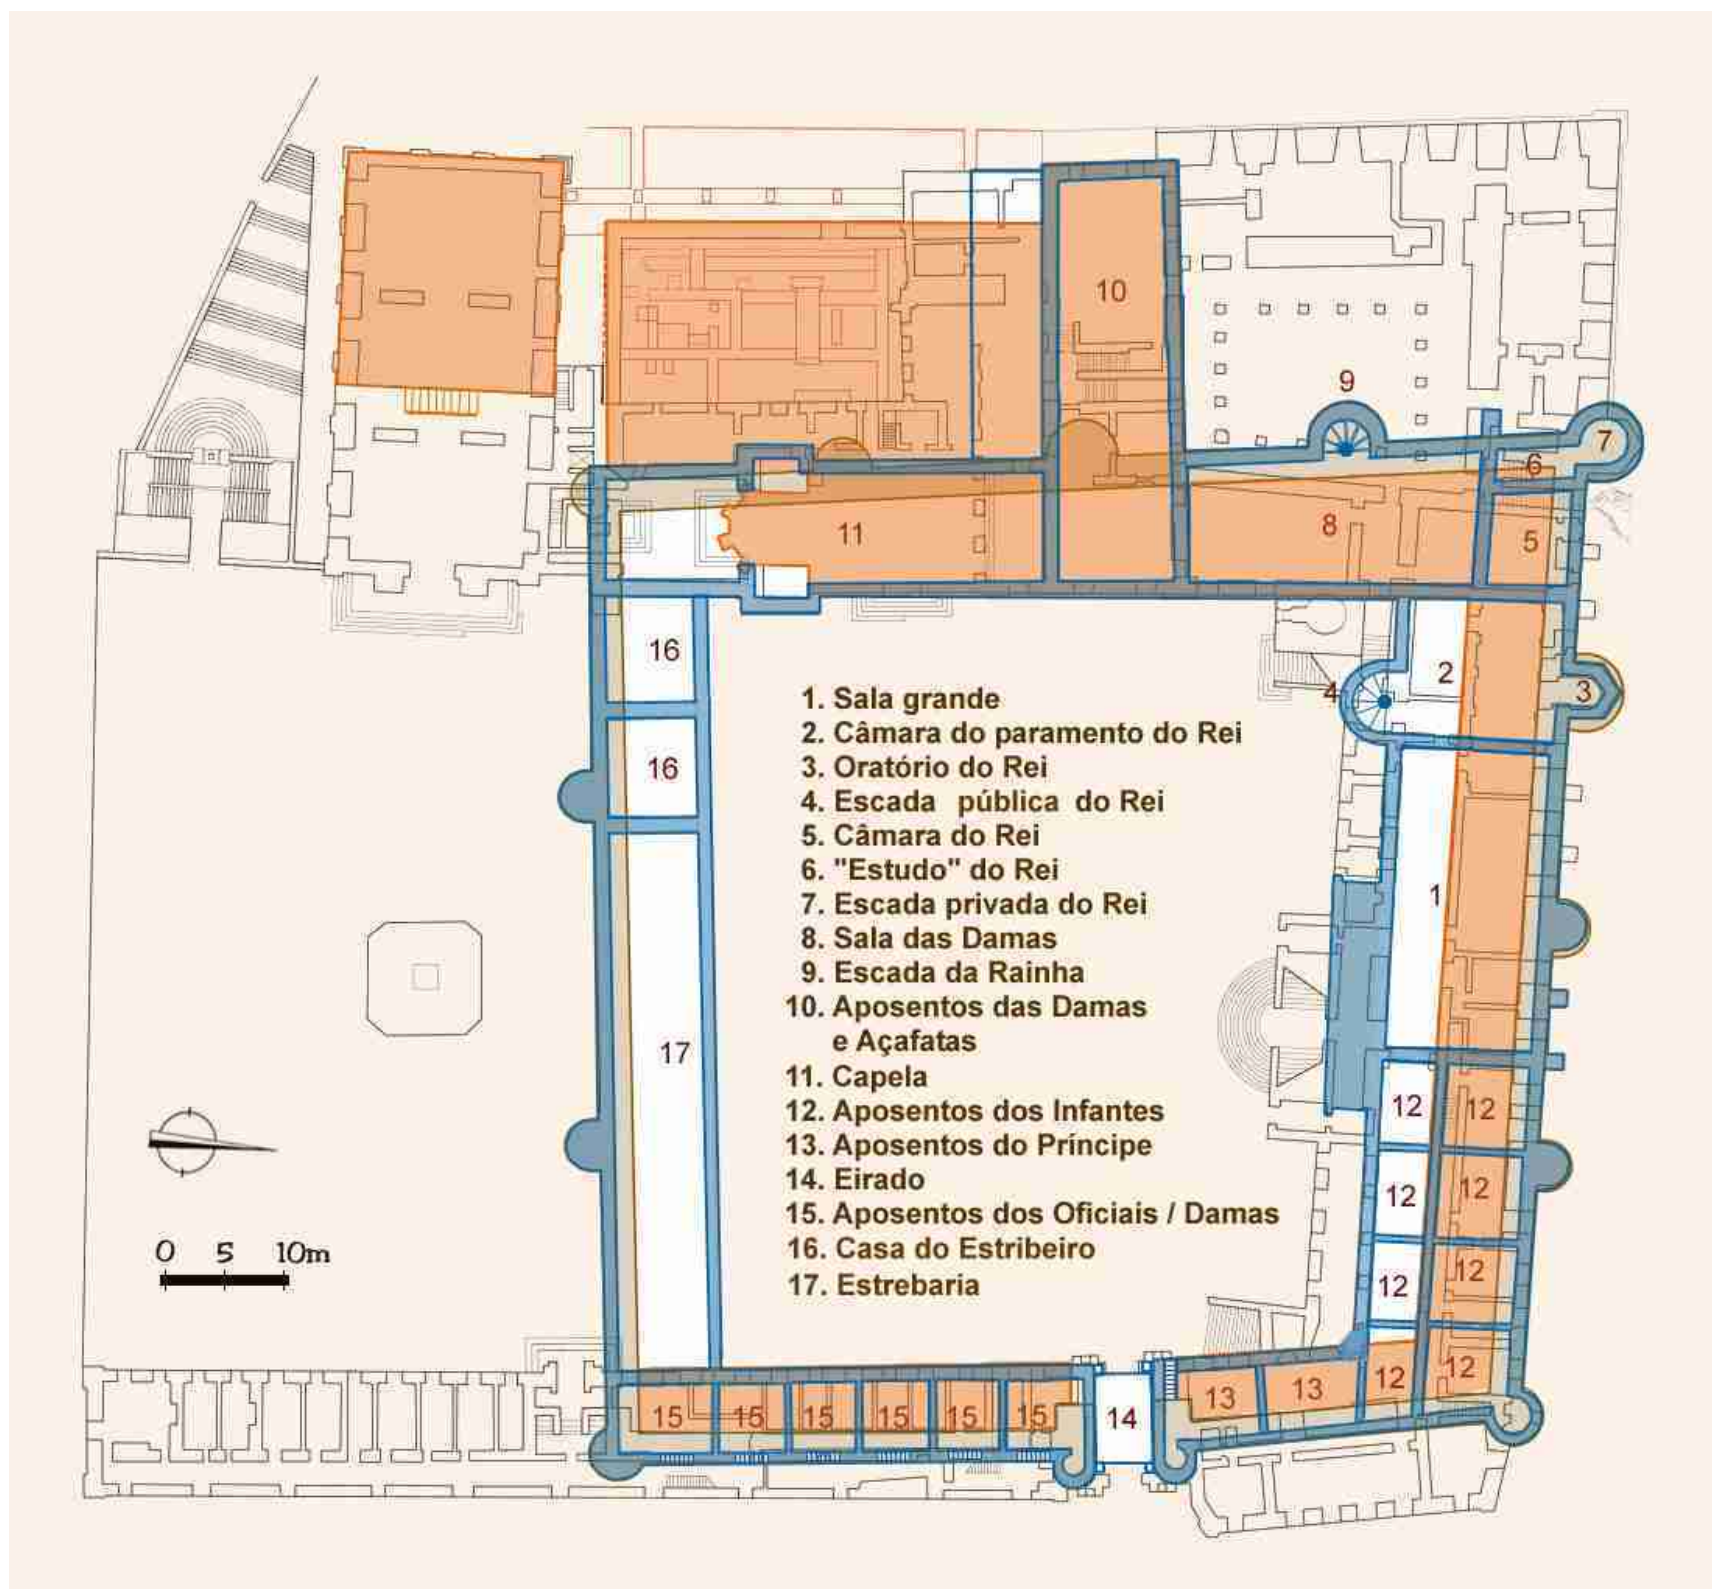 10
9
7
6
11
8
5
16
2
4
3
16
1
17
12
12
12
12
12
12
12
12
13
13
15
15
15
15
15
15
14
1. Sala grande
2. Câmara do paramento do Rei
3. Oratório do Rei
4. Escada pública do Rei
5. Câmara do Rei
6. "Estudo" do Rei
7. Escada privada do Rei
8. Sala das Damas
9. Escada da Rainha
10. Aposentos das Damas
e Açafatas
11. Capela
12. Aposentos dos Infantes
13. Aposentos do Príncipe
14. Eirado
15. Aposentos dos Oficiais / Damas
16. Casa do Estribeiro
17. Estrebaria
0 5 10m